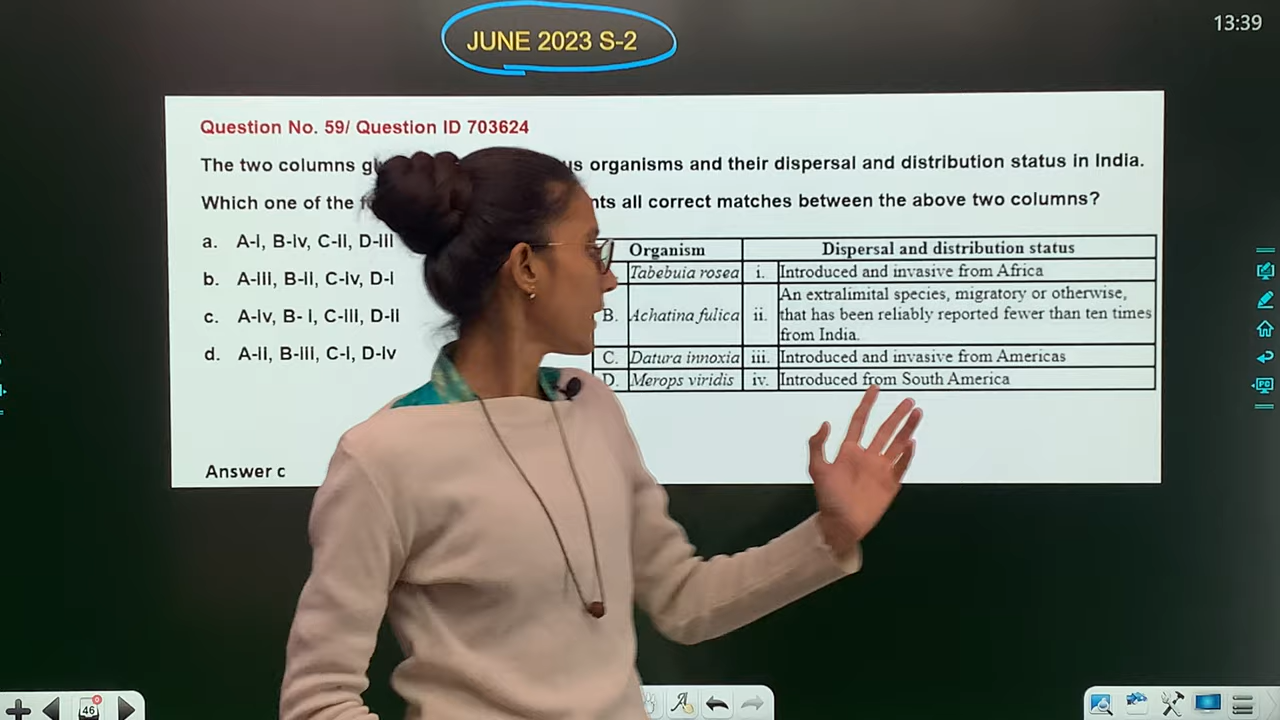 JUNE 2023 S-2
13:39
Question No. 59/ Question ID 703624
The two columns organisms and their dispersal and distribution status in India.
Which one of the all correct matches between the above two columns?
a. A-I, B-iv, C-II, D-III
b. A-III, B-II, C-iv, D-I
c. A-iv, B- I, C-III, D-II
d. A-II, B-III, C-I, D-iv
Organism Dispersal and distribution status
Tabebuia rosea i. Introduced and invasive from Africa
B. Achatina fulica ii. An extralimital species, migratory or otherwise,
that has been reliably reported fewer than ten times
from India.
C. Datura innoxia iii. Introduced and invasive from Americas
D. Merops viridis iv. Introduced from South America
Answer c
46